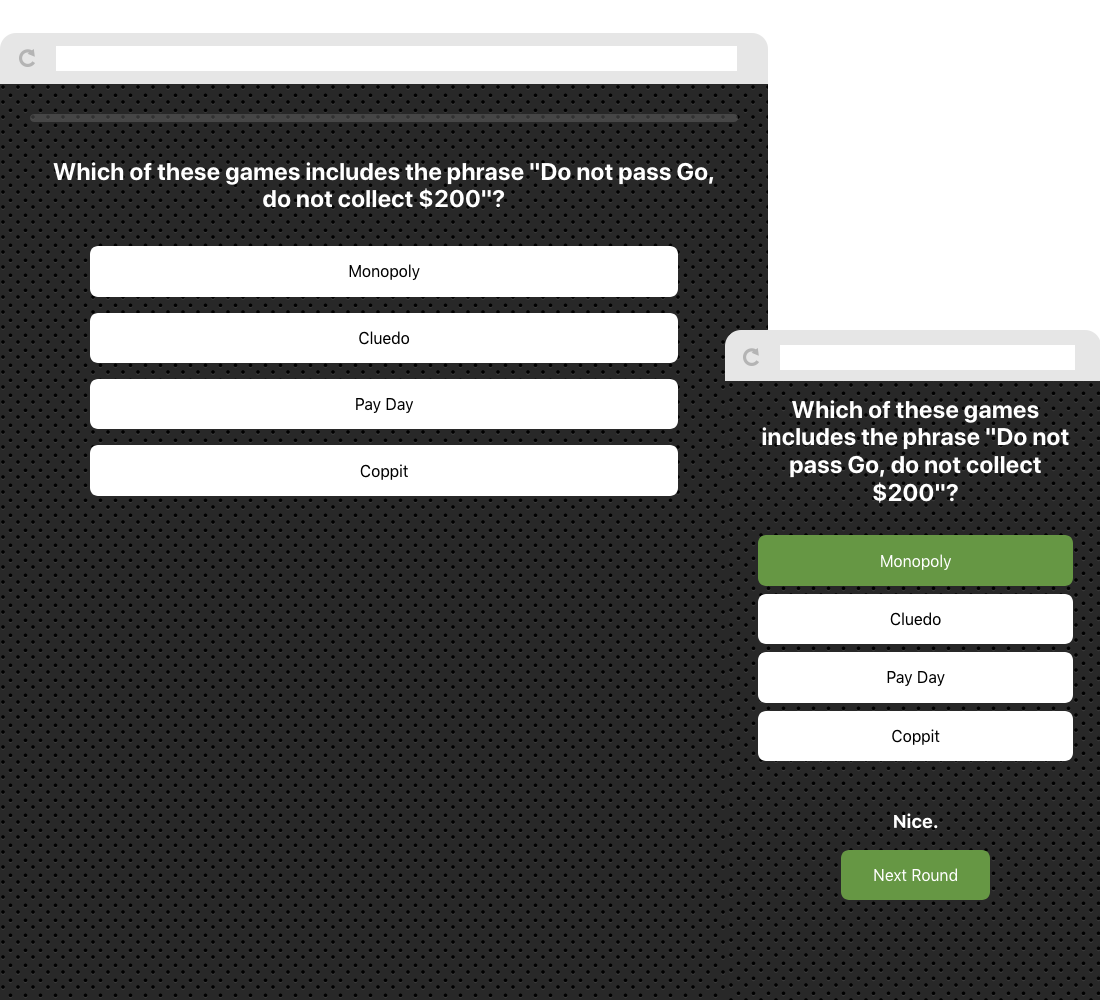 Which of these games includes the phrase "Do not pass Go,
do not collect $200"?
Monopoly
Cluedo
Pay Day
Coppit
Which of these games
includes the phrase "Do not
pass Go, do not collect
$200"?
Monopoly
Cluedo
Pay Day
Coppit
Nice.
Next Round